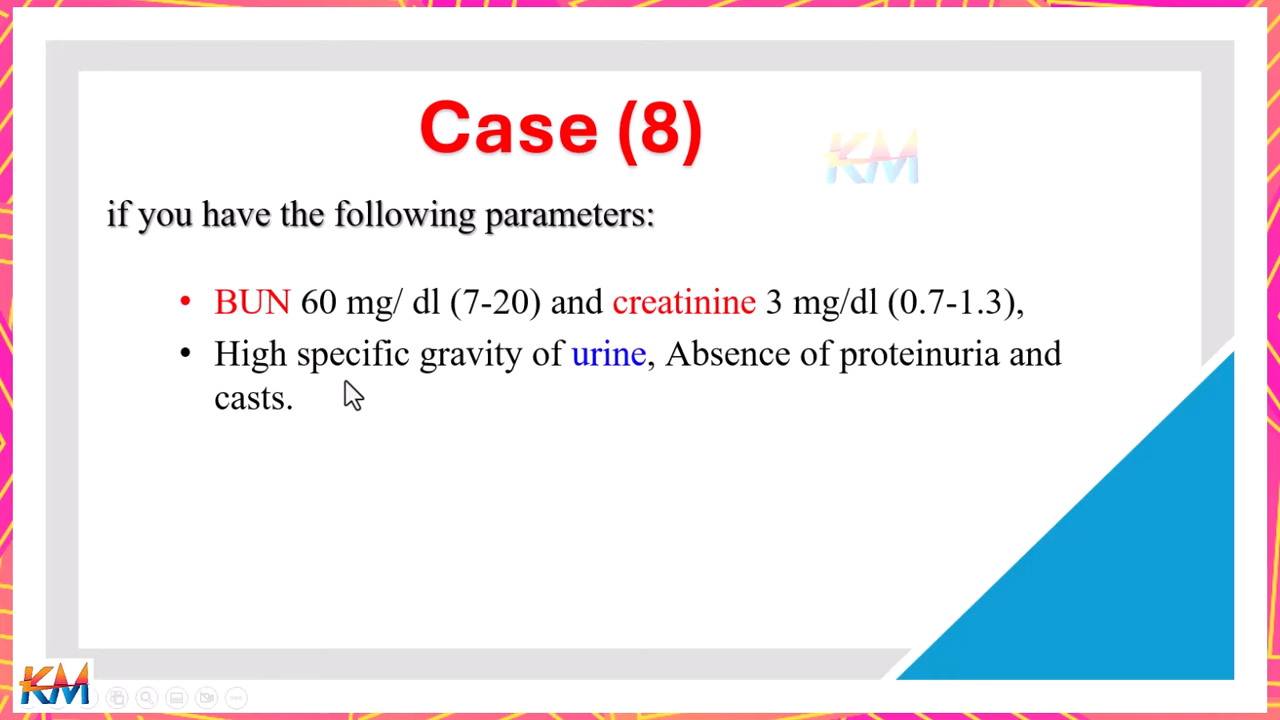 Case (8)
KM
if you have the following parameters:
• BUN 60 mg/ dl (7-20) and creatinine 3 mg/dl (0.7-1.3),
• High specific gravity of urine, Absence of proteinuria and
casts.
KM